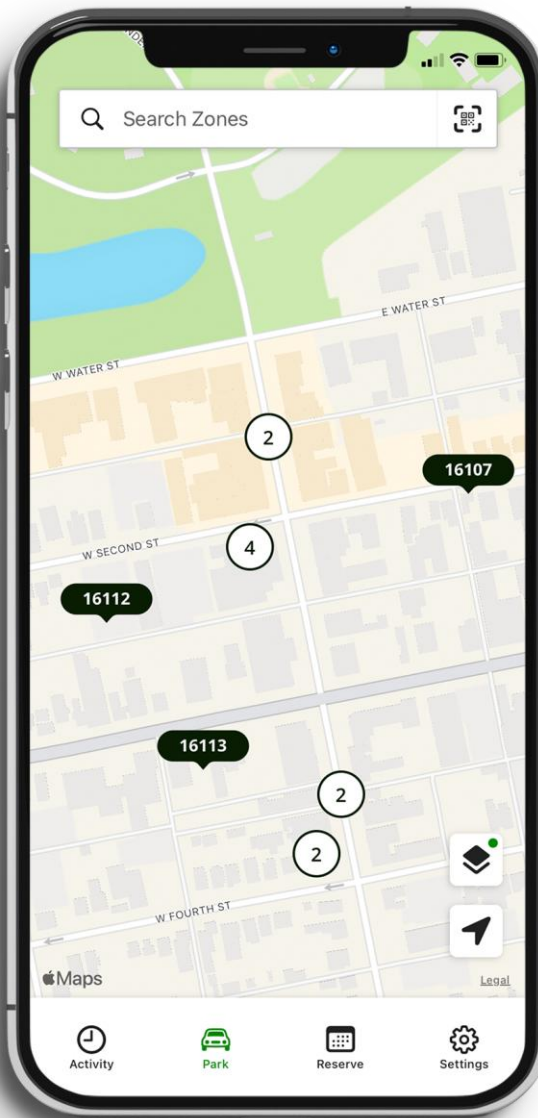 NDE
Search Zones
E WATER ST
W WATER ST
2
16107
4
W SECOND ST
16112
16113
2
2
W FOURTH ST
Maps
Legal
Activity
Park
Reserve
Settings